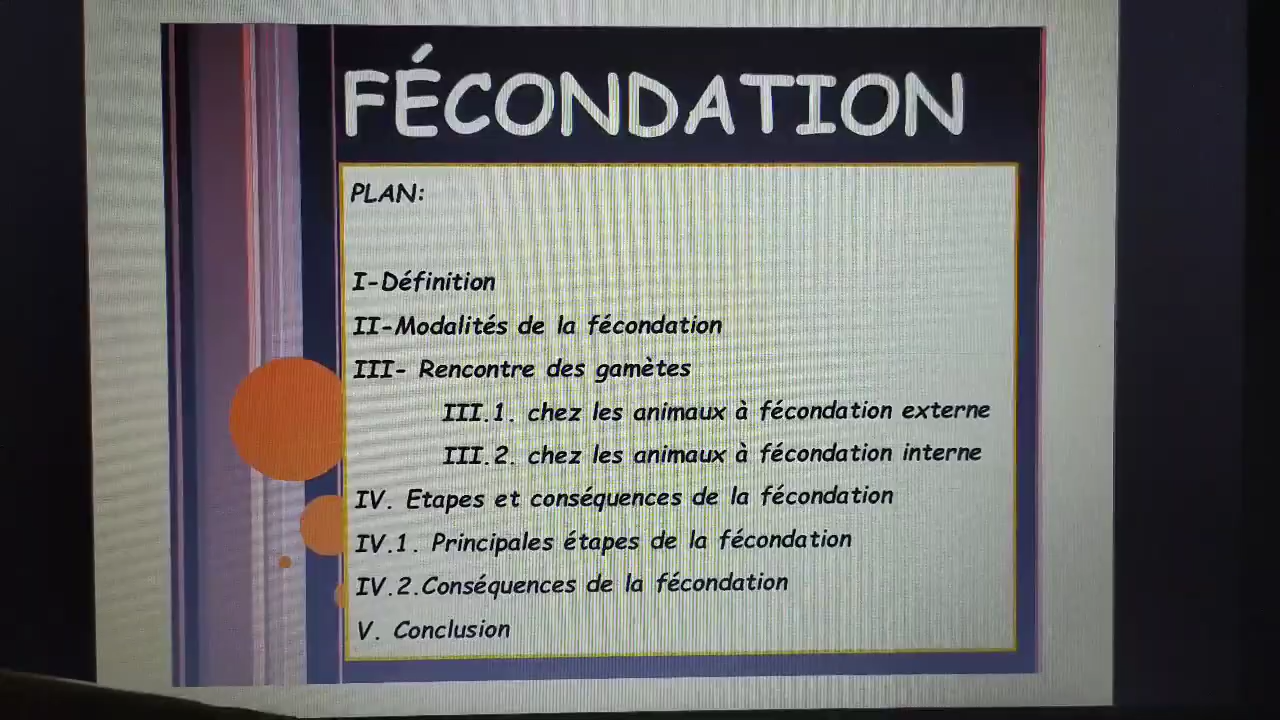 FÉCONDATION
PLAN:
I-Définition
II-Modalités de la fécondation
III- Rencontre des gamètes
III.1. chez les animaux à fécondation externe
III.2. chez les animaux à fécondation interne
IV. Etapes et conséquences de la fécondation
IV.1. Principales étapes de la fécondation
IV.2.Conséquences de la fécondation
V. Conclusion